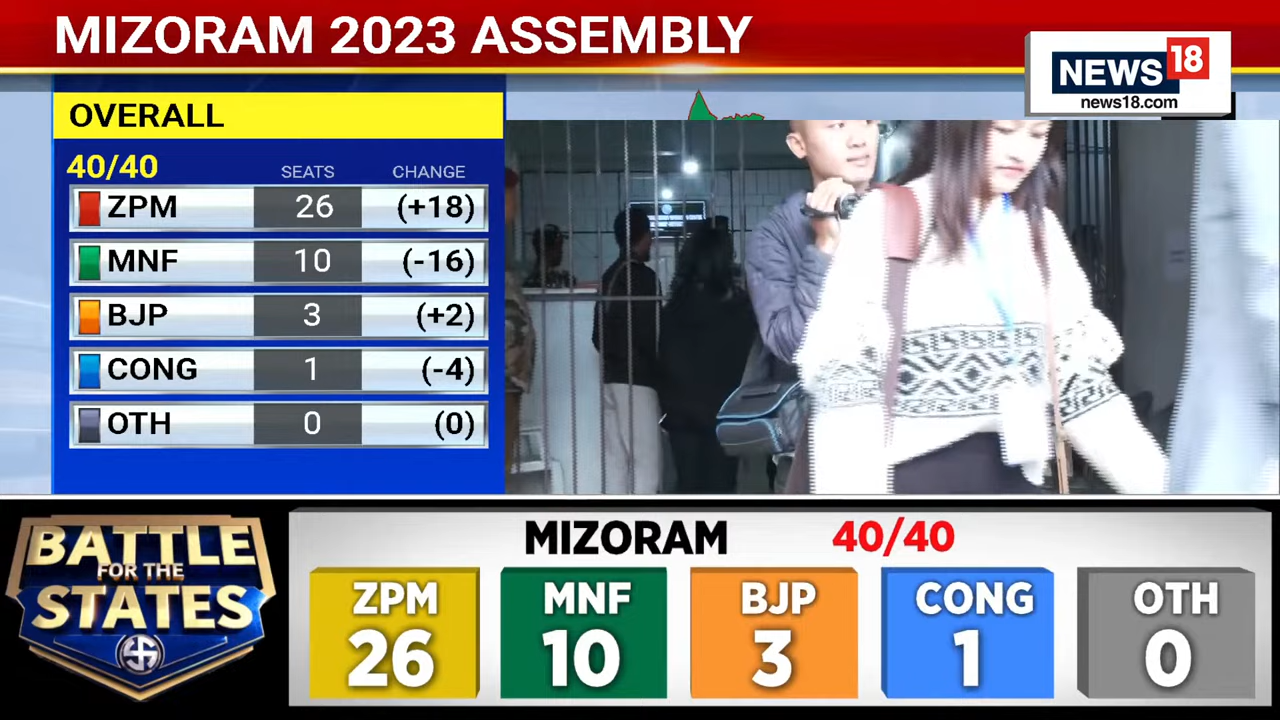 MIZORAM 2023 ASSEMBLY
NEWS 18
news18.com
OVERALL
40/40 SEATS CHANGE
ZPM 26 (+18)
MNF 10 (-16)
BJP 3 (+2)
CONG 1 (-4)
OTH 0 (0)
BATTLE
FOR THE
STATES
MIZORAM 40/40
ZPM MNF BJP CONG OTH
26 10 3 1 0